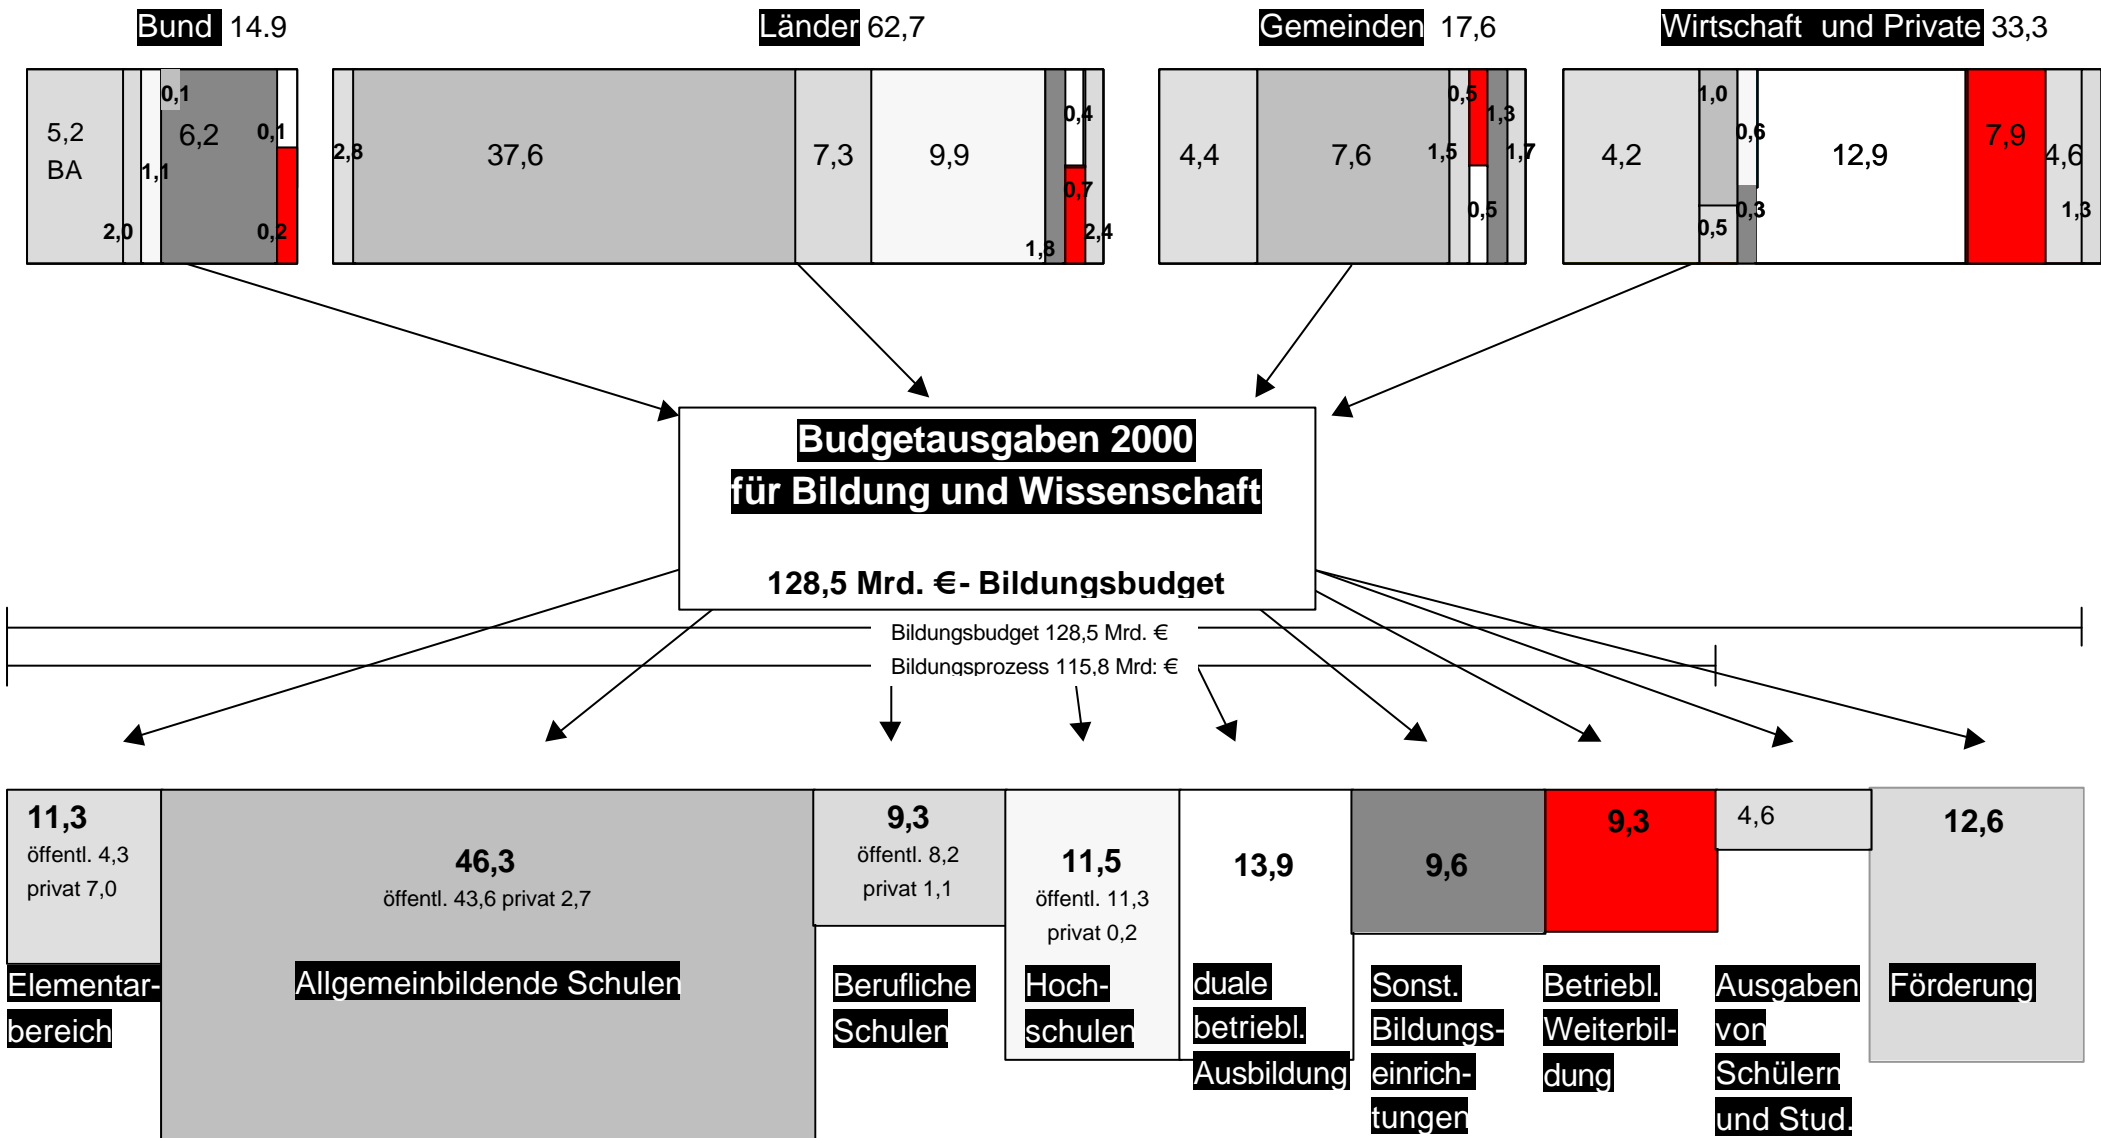 Bund 14.9
Länder 62,7
Gemeinden 17,6
Wirtschaft und Private 33,3
5,2
BA
2,0
1,1
0,1
6,2
0,1
0,2
2,8
37,6
7,3
9,9
1,8
0,4
0,7
2,4
4,4
7,6
1,5
0,5
0,5
1,3
1,7
4,2
1,0
0,5
0,6
0,3
12,9
7,9
4,6
1,3
Budgetausgaben 2000
für Bildung und Wissenschaft
128,5 Mrd. €- Bildungsbudget
Bildungsbudget 128,5 Mrd. €
Bildungsprozess 115,8 Mrd: €
11,3
öffentl. 4,3
privat 7,0
Elementar-
bereich
46,3
öffentl. 43,6 privat 2,7
Allgemeinbildende Schulen
9,3
öffentl. 8,2
privat 1,1
Berufliche
Schulen
11,5
öffentl. 11,3
privat 0,2
Hoch-
schulen
13,9
duale
betriebl.
Ausbildung
9,6
Sonst.
Bildungs-
einrich-
tungen
9,3
Betriebl.
Weiterbil-
dung
4,6
Ausgaben
von
Schülern
und Stud.
12,6
Förderung